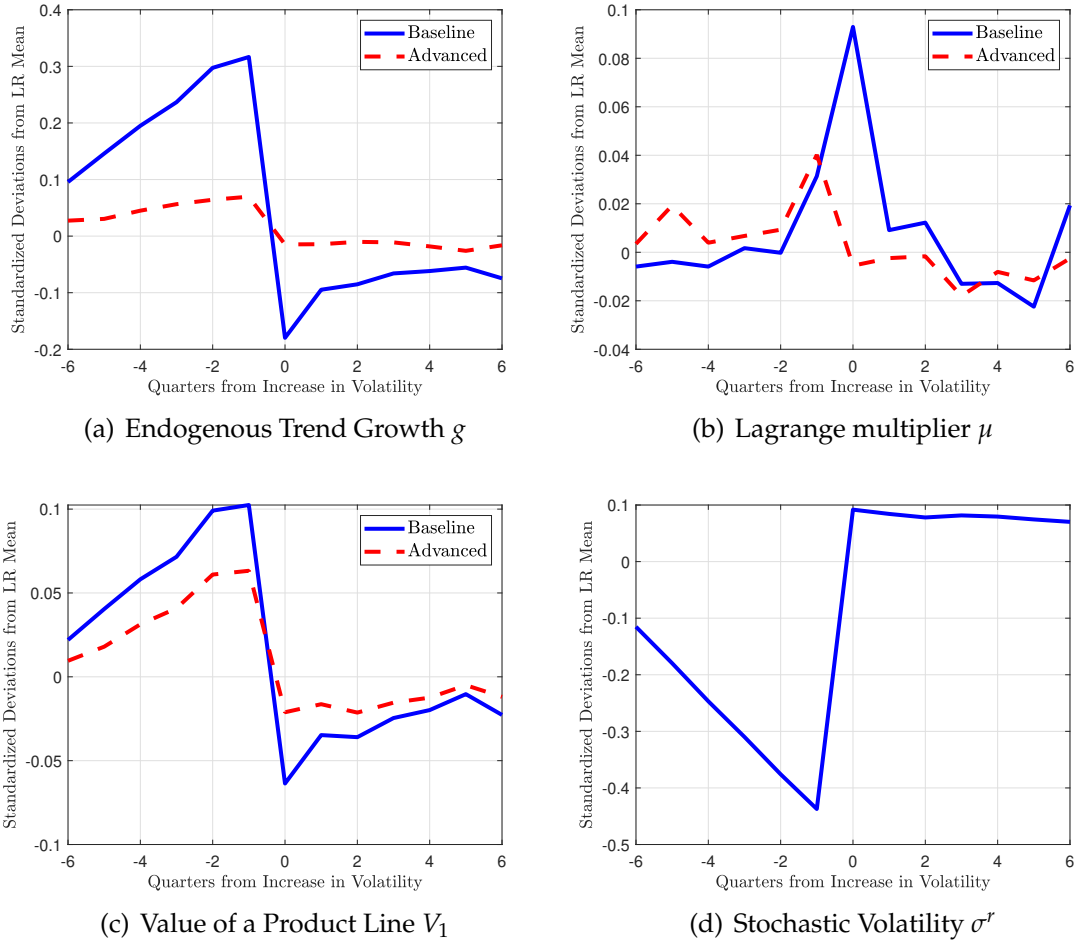 Standardized Deviations from LR Mean
0.4
0.3
0.2
0.1
0
-0.1
-0.2
Baseline
Advanced
-6 -4 -2 0 2 4 6
Quarters from Increase in Volatility
(a) Endogenous Trend Growth g
Standardized Deviations from LR Mean
0.1
0.08
0.06
0.04
0.02
0
-0.02
-0.04
Baseline
Advanced
-6 -4 -2 0 2 4 6
Quarters from Increase in Volatility
(b) Lagrange multiplier μ
Standardized Deviations from LR Mean
0.1
0.05
0
-0.05
-0.1
Baseline
Advanced
-6 -4 -2 0 2 4 6
Quarters from Increase in Volatility
(c) Value of a Product Line V₁
Standardized Deviations from LR Mean
0.1
0
-0.1
-0.2
-0.3
-0.4
-0.5
-6 -4 -2 0 2 4 6
Quarters from Increase in Volatility
(d) Stochastic Volatility σʳ